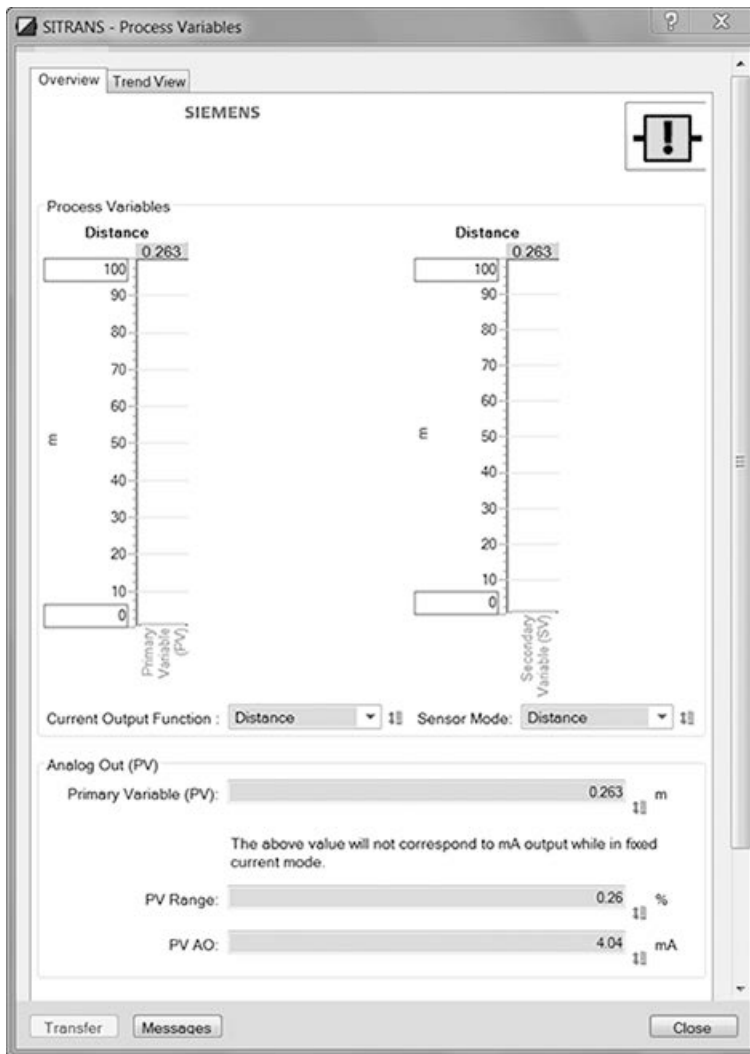 SITRANS - Process Variables
Overview Trend View
SIEMENS
!
Process Variables
Distance Distance
0.263 0.263
100 100
90 90
80 80
70 70
60 60
m 50 m 50
40 40
30 30
20 20
10 10
0 0
Primary Variable (PV) Secondary Variable (SV)
Current Output Function : Distance Sensor Mode: Distance
Analog Out (PV)
Primary Variable (PV): 0.263 m
The above value will not correspond to mA output while in fixed
current mode.
PV Range: 0.26 %
PV AO: 4.04 mA
Transfer Messages Close